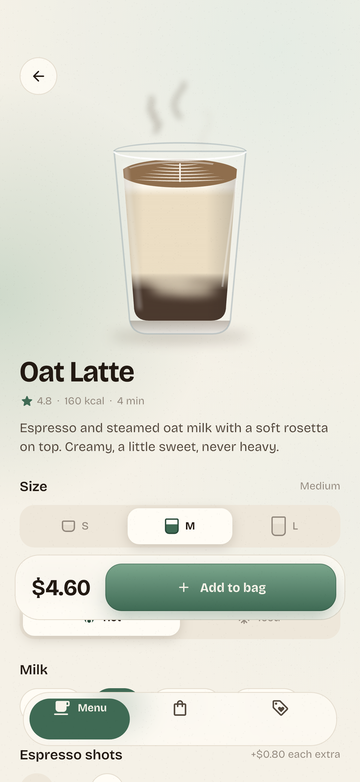 Oat Latte
4.8 · 160 kcal · 4 min
Espresso and steamed oat milk with a soft rosetta
on top. Creamy, a little sweet, never heavy.
Size Medium
S M L
$4.60 + Add to bag
Milk
Menu
Espresso shots +$0.80 each extra